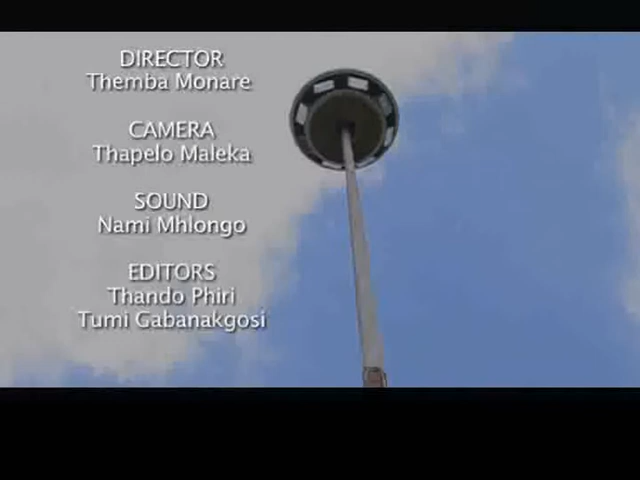 DIRECTOR
Themba Monare
CAMERA
Thapelo Maleka
SOUND
Nami Mhlongo
EDITORS
Thando Phiri
Tumi Gabanakgosi